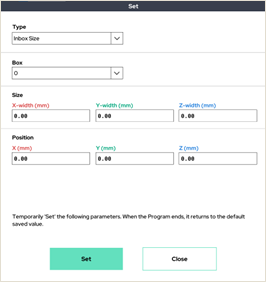 Set
Type
Inbox Size
Box
0
Size
X-width (mm) Y-width (mm) Z-width (mm)
0.00 0.00 0.00
Position
X (mm) Y (mm) Z (mm)
0.00 0.00 0.00
Temporarily 'Set' the following parameters. When the Program ends, it returns to the default
saved value.
Set Close